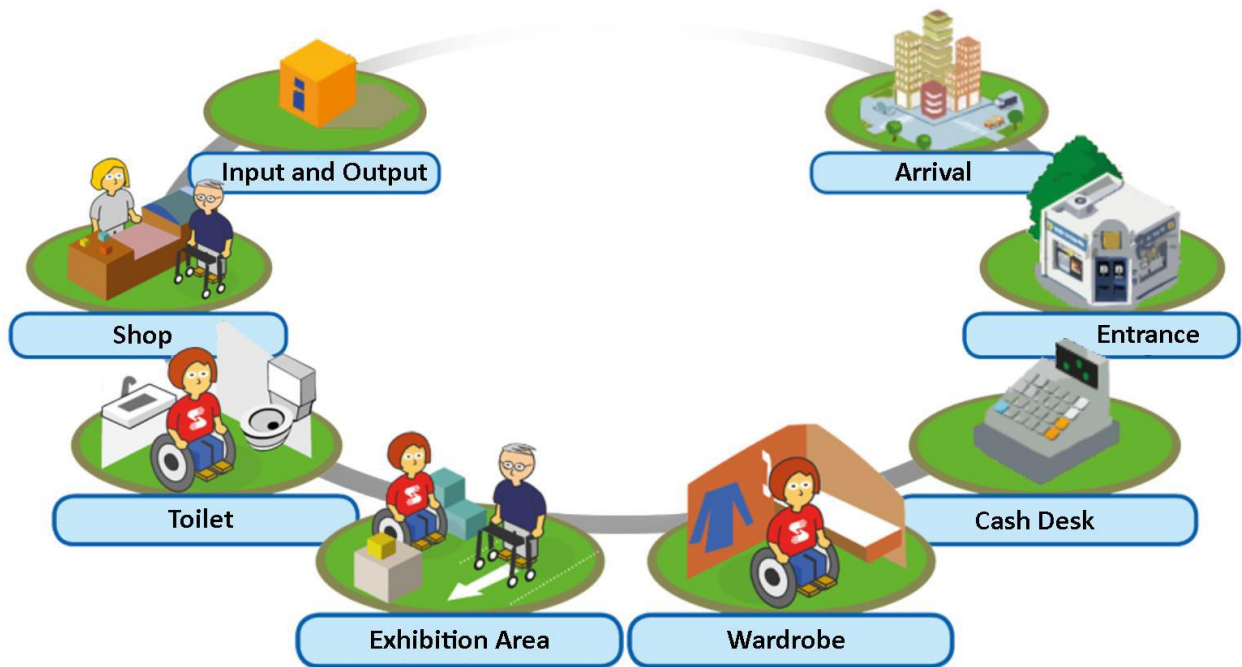 Input and Output
Arrival
Shop
Entrance
Toilet
Cash Desk
Exhibition Area
Wardrobe